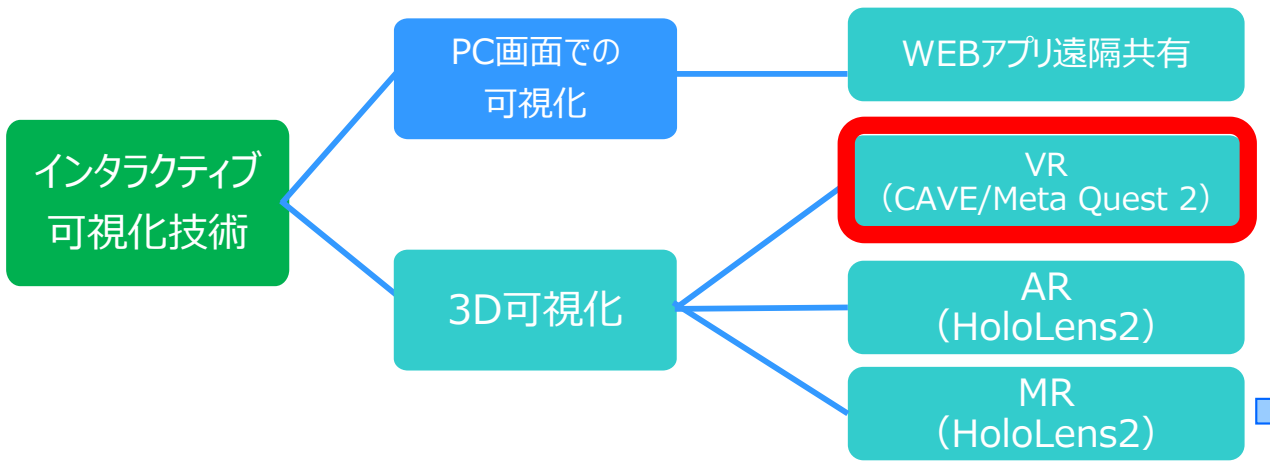 インタラクティブ
可視化技術
PC画面での
可視化
3D可視化
WEBアプリ遠隔共有
VR
（CAVE/Meta Quest 2）
AR
（HoloLens2）
MR
（HoloLens2）